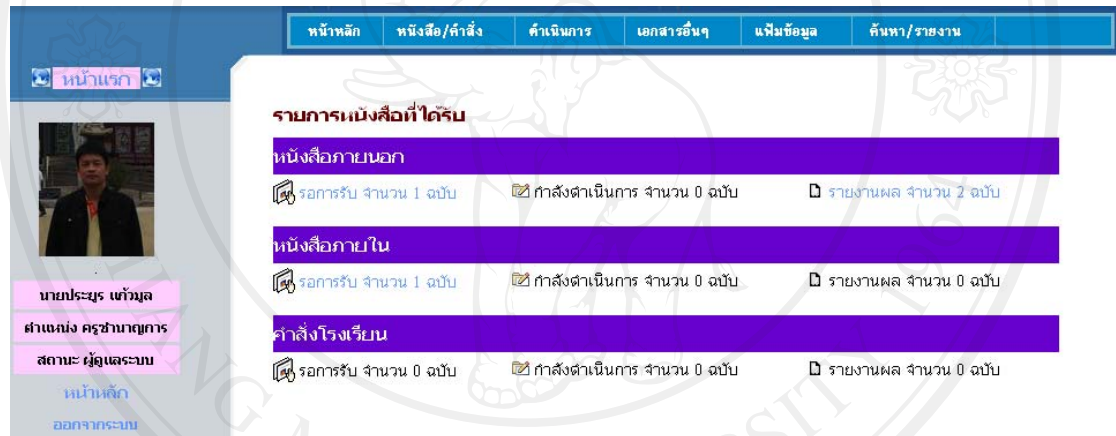 หน้าหลัก หนังสือ/คำสั่ง ดำเนินการ เอกสารอื่นๆ แฟ้มข้อมูล ค้นหา/รายงาน
หน้าแรก
รายการหนังสือที่ได้รับ
หนังสือภายนอก
รอการรับ จำนวน 1 ฉบับ กำลังดำเนินการ จำนวน 0 ฉบับ รายงานผล จำนวน 2 ฉบับ
หนังสือภายใน
รอการรับ จำนวน 1 ฉบับ กำลังดำเนินการ จำนวน 0 ฉบับ รายงานผล จำนวน 0 ฉบับ
คำสั่งโรงเรียน
รอการรับ จำนวน 0 ฉบับ กำลังดำเนินการ จำนวน 0 ฉบับ รายงานผล จำนวน 0 ฉบับ
นายประยูร แก้วมูล
ตำแหน่ง ครูชำนาญการ
สถานะ ผู้ดูแลระบบ
หน้าหลัก
ออกจากระบบ